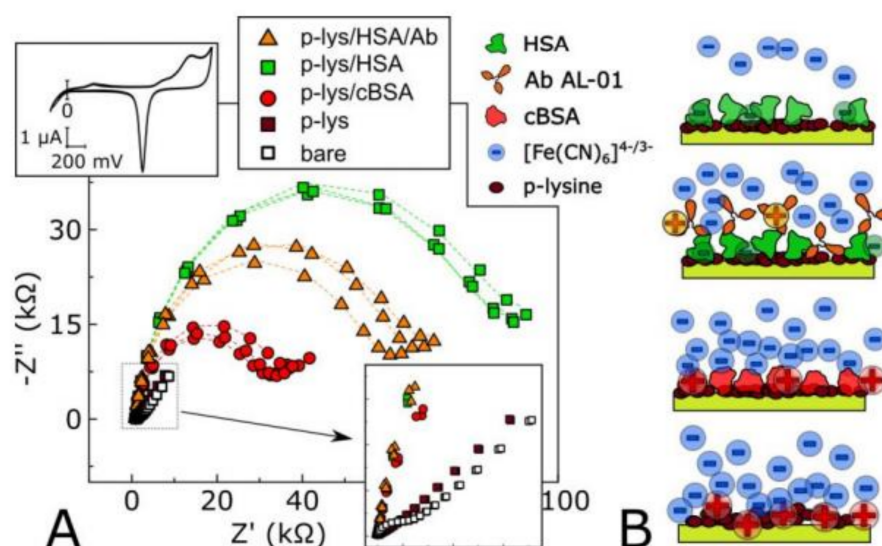 0
1 μA
200 mV
p-lys/HSA/Ab
p-lys/HSA
p-lys/cBSA
p-lys
bare
HSA
Ab AL-01
cBSA
[Fe(CN)₆]⁴⁻/³⁻
p-lysine
30
15
0
-Z'' (kΩ)
0
40
100
Z' (kΩ)
A
B